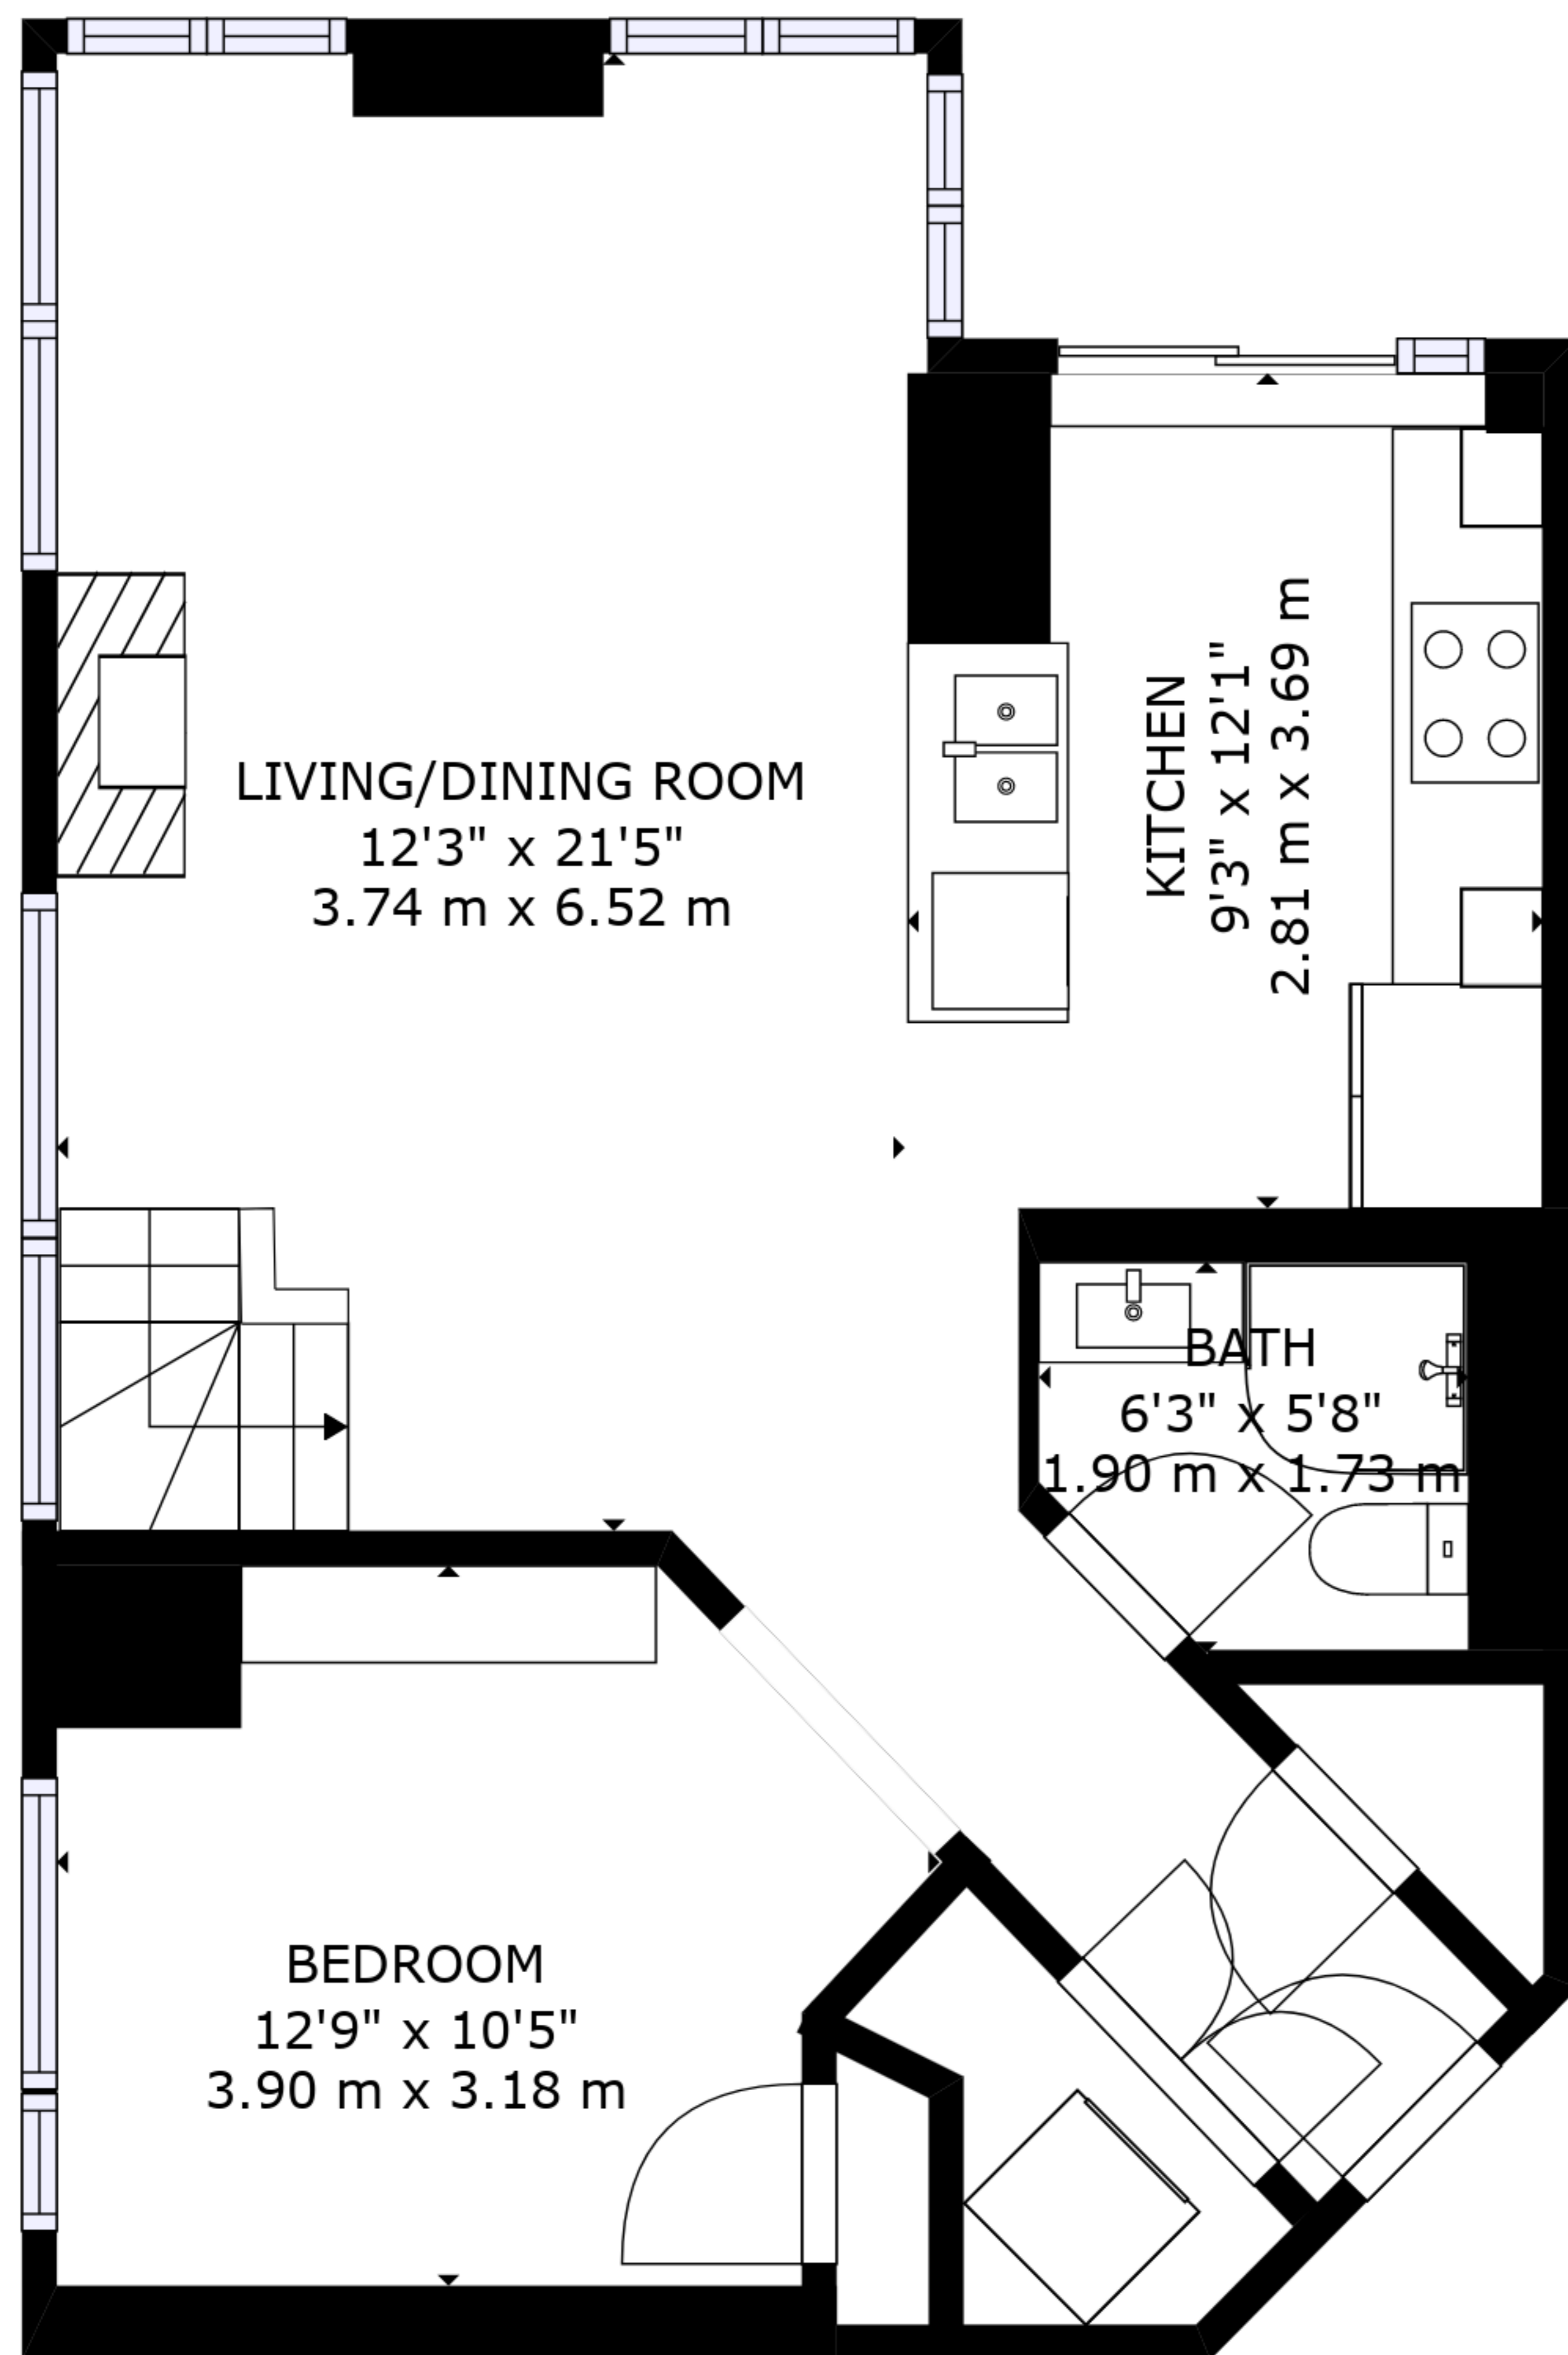 LIVING/DINING ROOM
12'3" x 21'5"
3.74 m x 6.52 m
KITCHEN
9'3" x 12'1"
2.81 m x 3.69 m
BATH
6'3" x 5'8"
1.90 m x 1.73 m
BEDROOM
12'9" x 10'5"
3.90 m x 3.18 m